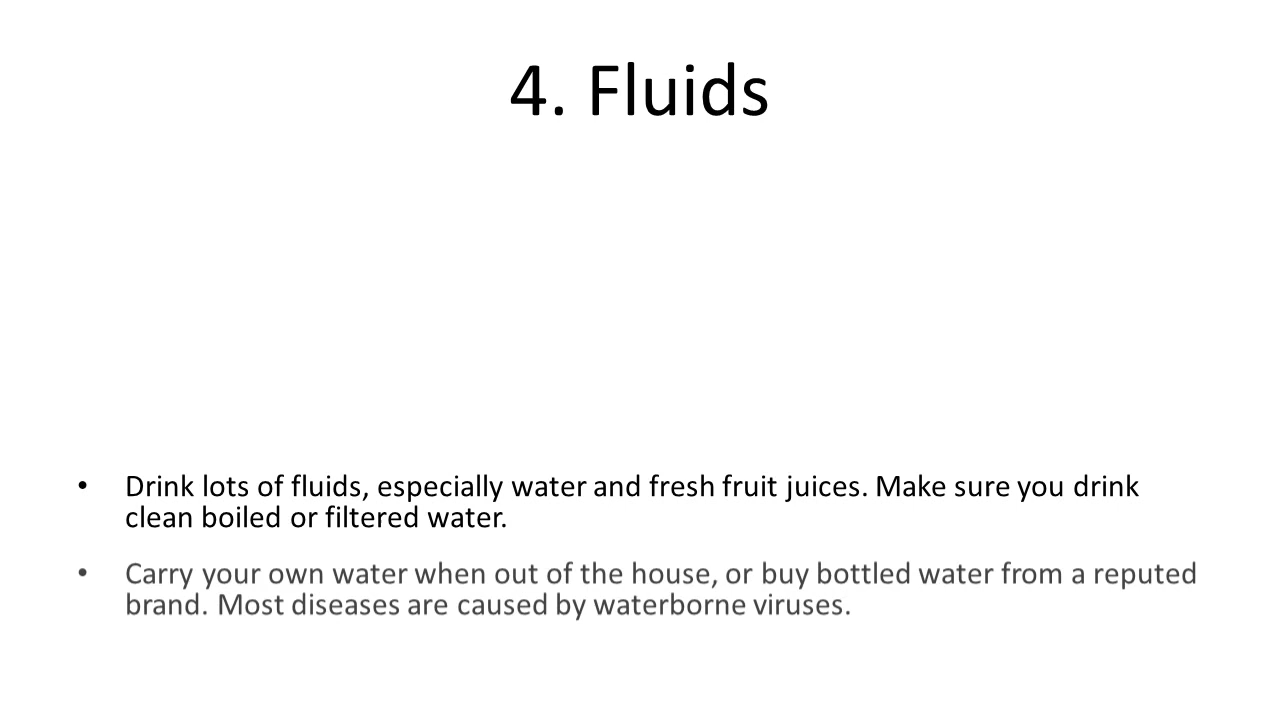 4. Fluids
• Drink lots of fluids, especially water and fresh fruit juices. Make sure you drink
clean boiled or filtered water.
• Carry your own water when out of the house, or buy bottled water from a reputed
brand. Most diseases are caused by waterborne viruses.